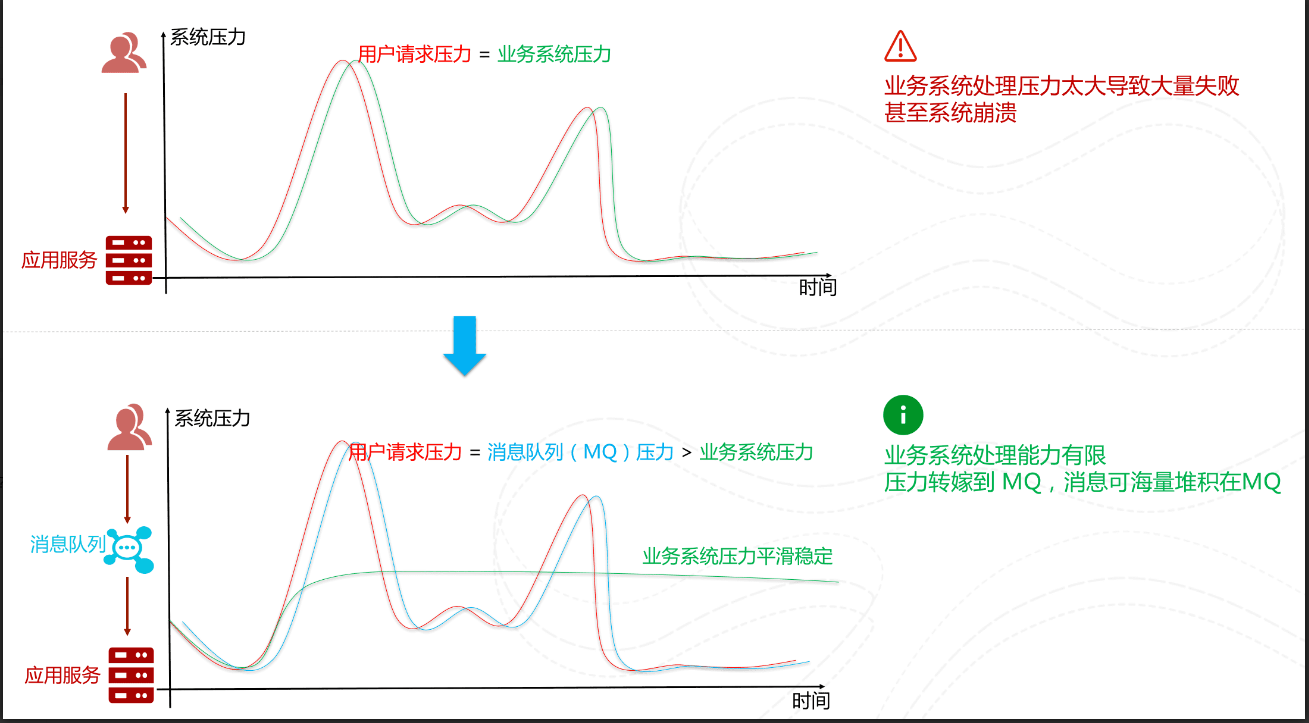 系统压力
用户请求压力 = 业务系统压力
业务系统处理压力太大导致大量失败
甚至系统崩溃
应用服务
时间
系统压力
用户请求压力 = 消息队列（MQ）压力 > 业务系统压力
业务系统处理能力有限
压力转嫁到 MQ，消息可海量堆积在MQ
消息队列
业务系统压力平滑稳定
应用服务
时间